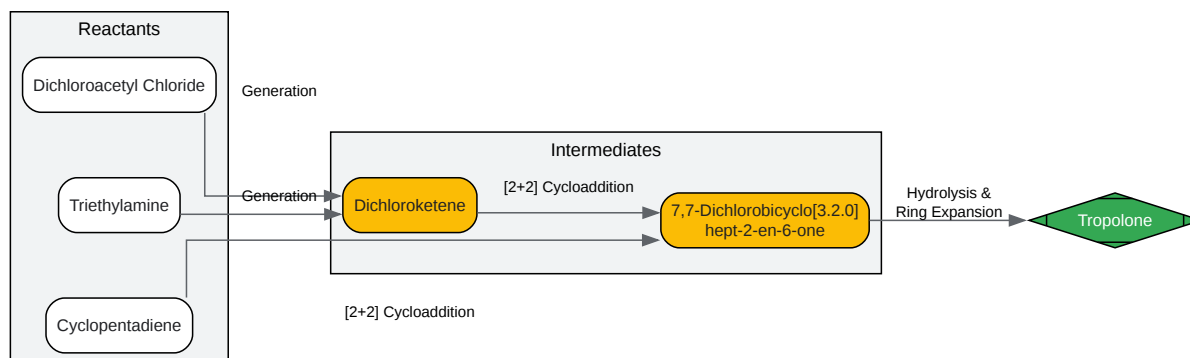 Reactants
Dichloroacetyl Chloride
Generation
Intermediates
Triethylamine
Generation
Dichloroketene
[2+2] Cycloaddition
7,7-Dichlorobicyclo[3.2.0]
hept-2-en-6-one
Hydrolysis &
Ring Expansion
Tropolone
Cyclopentadiene
[2+2] Cycloaddition